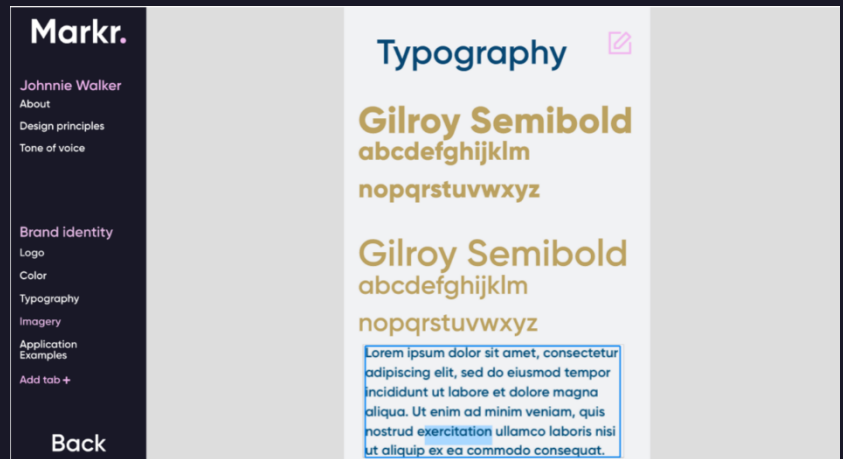 Markr.
Johnnie Walker
About
Design principles
Tone of voice
Brand identity
Logo
Color
Typography
Imagery
Application
Examples
Add tab +
Back
Typography
Gilroy Semibold
abcdefghijklm
nopqrstuvwxyz
Gilroy Semibold
abcdefghijklm
nopqrstuvwxyz
Lorem ipsum dolor sit amet, consectetur
adipiscing elit, sed do eiusmod tempor
incididunt ut labore et dolore magna
aliqua. Ut enim ad minim veniam, quis
nostrud exercitation ullamco laboris nisi
ut aliquip ex ea commodo consequat.